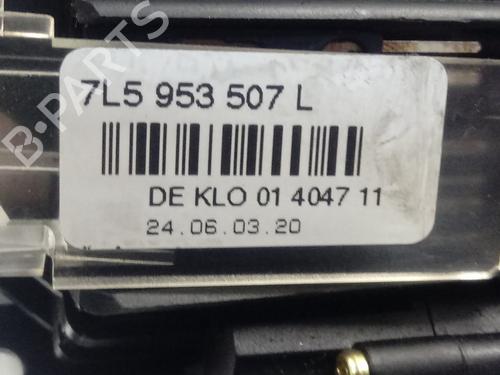 B-PARTS
7L5 953 507 L
DE KLO 01 4047 11
24.06.03.20